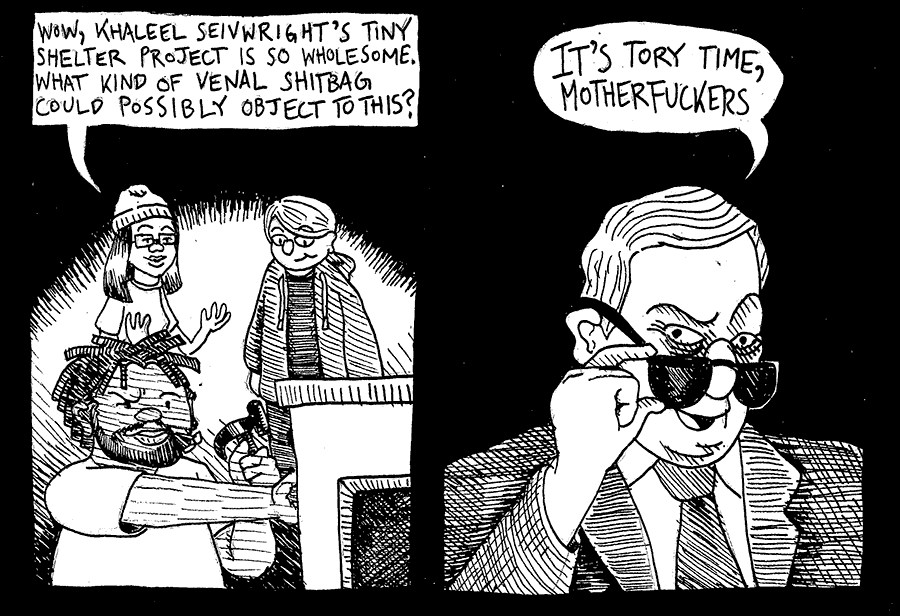 WOW, KHALEEL SEIVWRIGHT'S TINY
SHELTER PROJECT IS SO WHOLESOME.
WHAT KIND OF VENAL SHITBAG
COULD POSSIBLY OBJECT TO THIS?
IT'S TORY TIME,
MOTHERFUCKERS